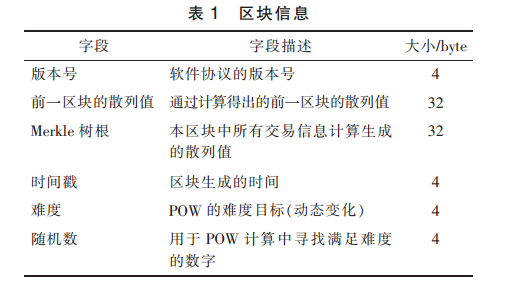 表 1 区块信息
字段 字段描述 大小/byte
版本号 软件协议的版本号 4
前一区块的散列值 通过计算得出的前一区块的散列值 32
Merkle 树根 本区块中所有交易信息计算生成 32
的散列值
时间戳 区块生成的时间 4
难度 POW 的难度目标(动态变化) 4
随机数 用于 POW 计算中寻找满足难度 4
的数字